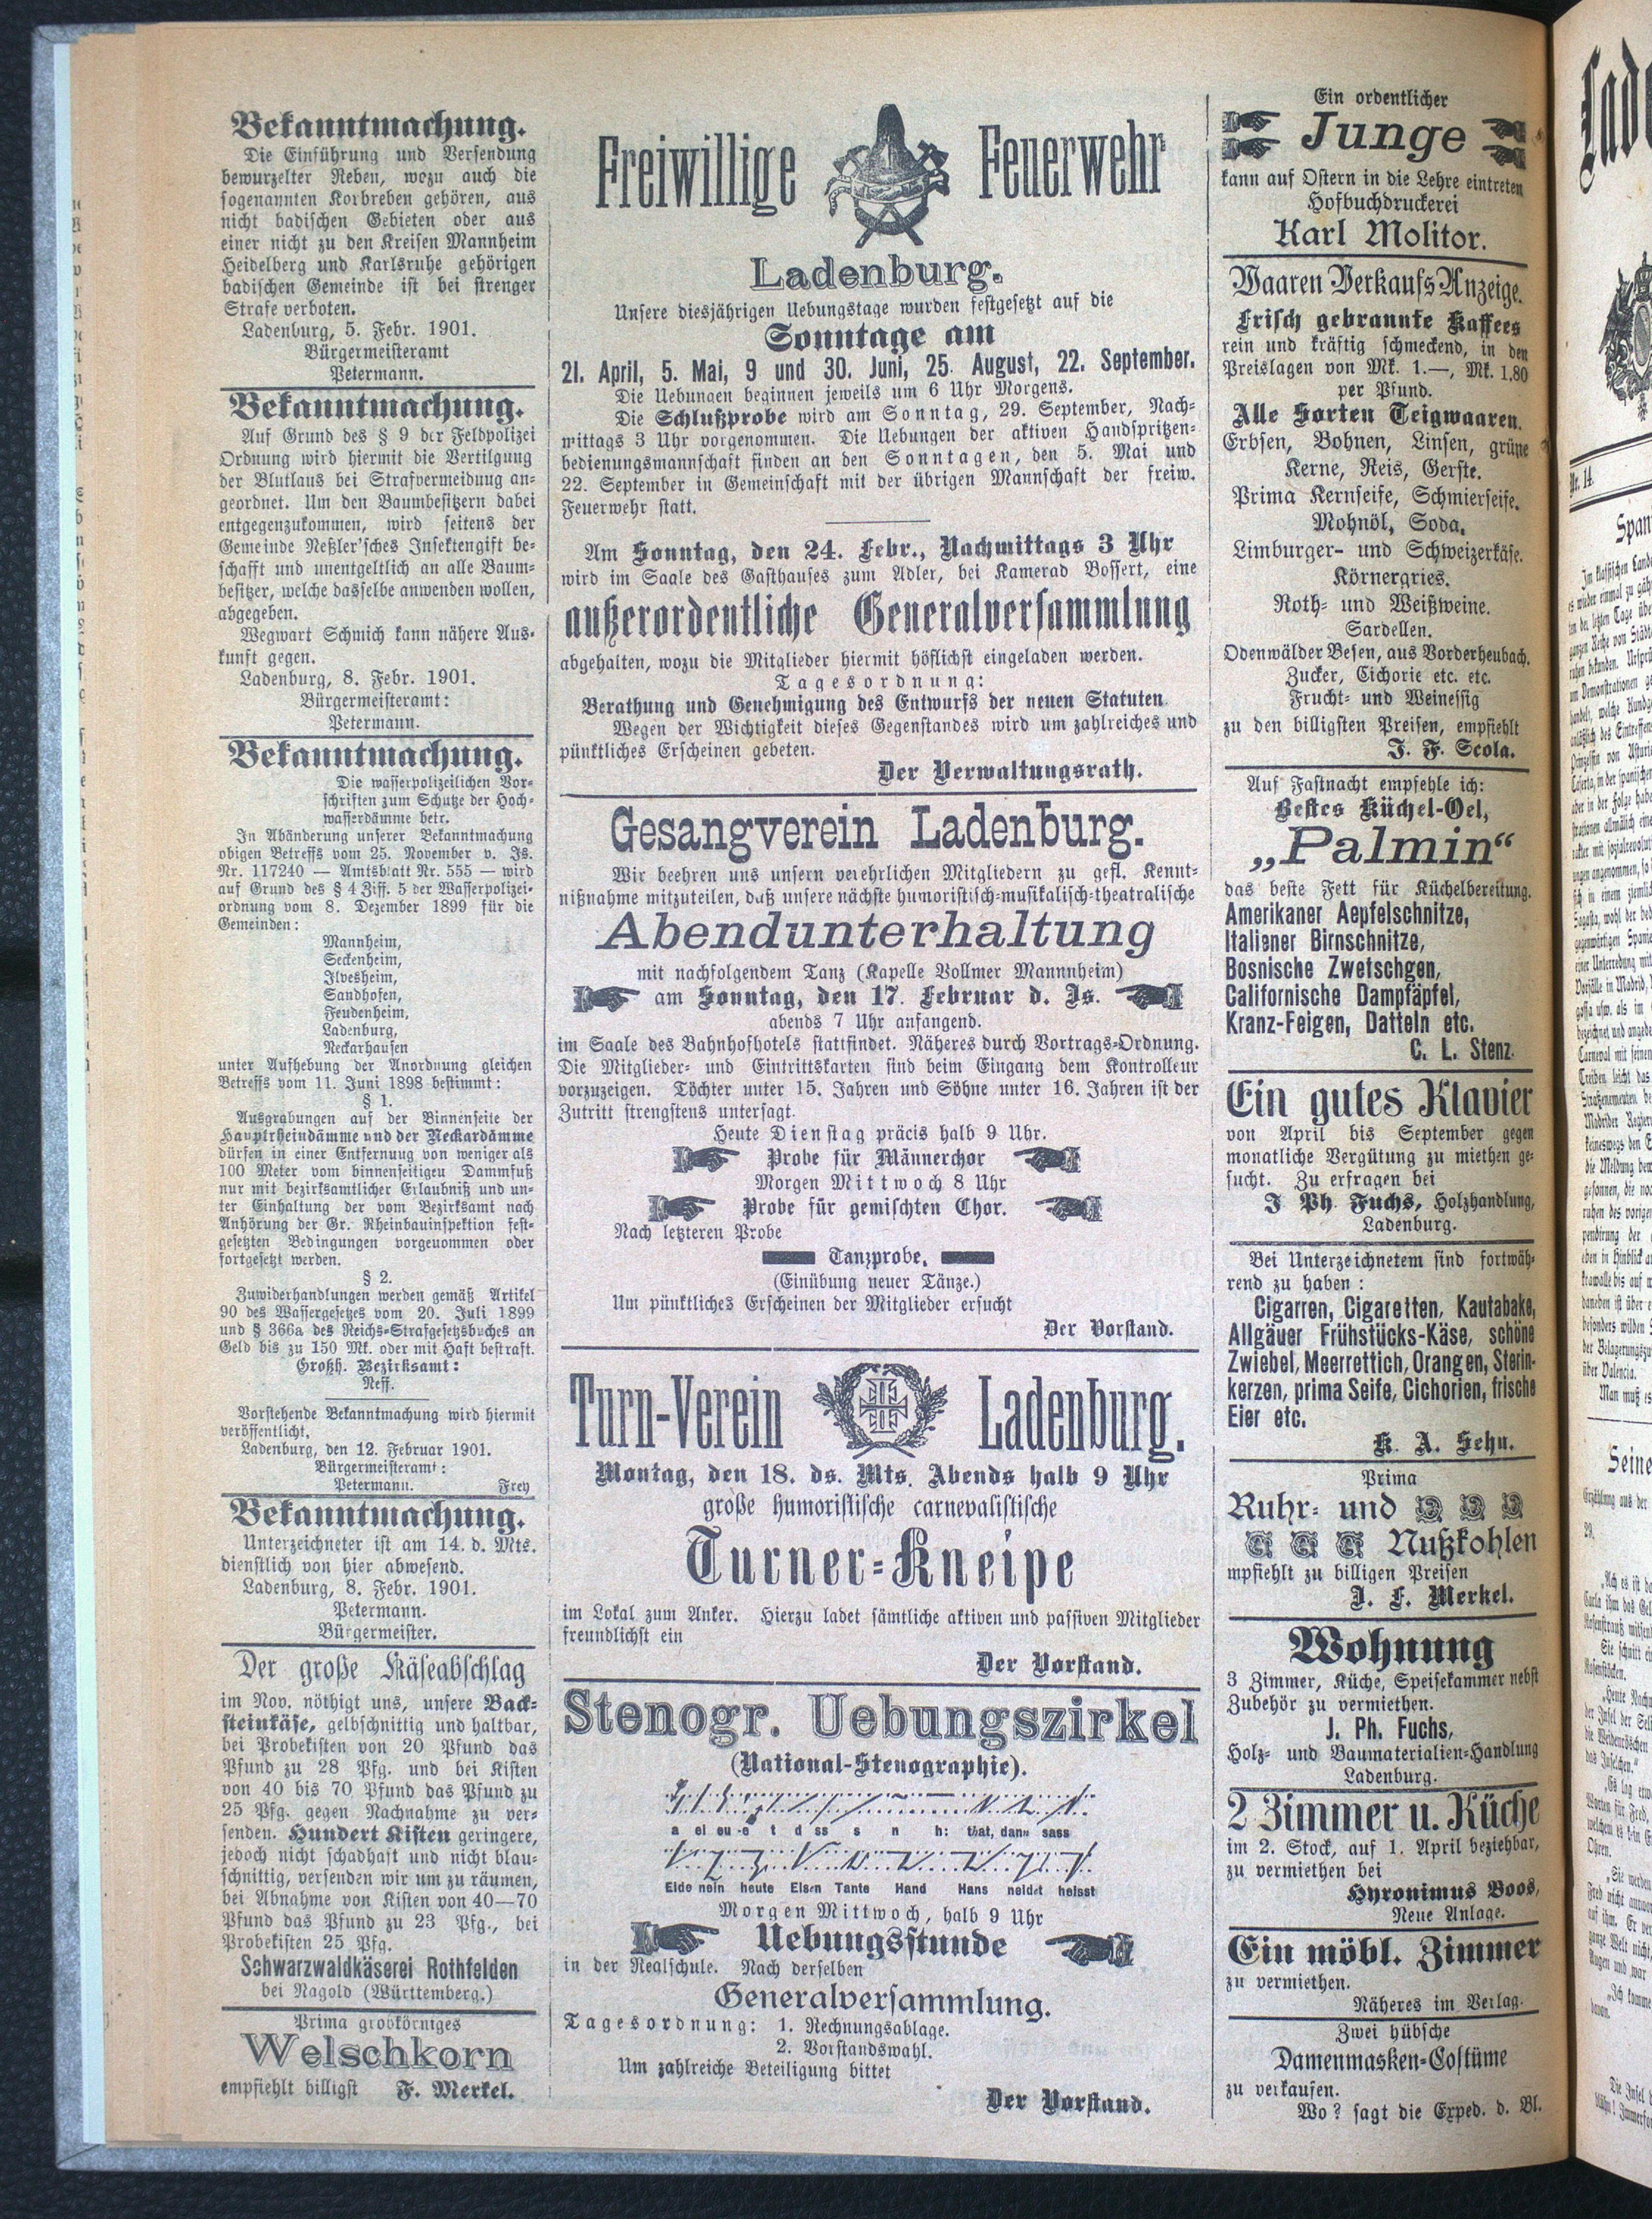 Bekanntmachung.
Die Einführung und Versendung
bewurzelter Reben, wozu auch die
sogenannten Korbreben gehören, aus
nicht badischen Gebieten oder aus
einer nicht zu den Kreisen Mannheim
Heidelberg und Karlsruhe gehörigen
badischen Gemeinde ist bei strenger
Strafe verboten.
Ladenburg, 5. Febr. 1901.
Bürgermeisteramt
Petermann.
Bekanntmachung.
Auf Grund des § 9 der Feldpolizei
Ordnung wird hiermit die Vertilgung
der Blutlaus bei Strafvermeidung an-
geordnet. Um den Baumbesitzern dabei
entgegenzukommen, wird seitens der
Gemeinde Neßler'sches Insektengift be-
schafft und unentgeltlich an alle Baum-
besitzer, welche dasselbe anwenden wollen,
abgegeben.
Wegwart Schmich kann nähere Aus-
kunft gegen.
Ladenburg, 8. Febr. 1901.
Bürgermeisteramt:
Petermann.
Bekanntmachung.
Die wasserpolizeilichen Vor-
schriften zum Schutze der Hoch-
wasserdämme betr.
In Abänderung unserer Bekanntmachung
obigen Betreffs vom 25. November v. Js.
Nr. 117240 — Amtsblatt Nr. 555 — wird
auf Grund des § 4 Ziff. 5 der Wasserpolizei-
ordnung vom 8. Dezember 1899 für die
Gemeinden:
Mannheim,
Seckenheim,
Ilvesheim,
Sandhofen,
Feudenheim,
Ladenburg,
Neckarhausen
unter Aufhebung der Anordnung gleichen
Betreffs vom 11. Juni 1898 bestimmt:
§ 1.
Ausgrabungen auf der Binnenseite der
Hauptrheindämme und der Neckardämme
dürfen in einer Entfernung von weniger als
100 Meter vom binnenseitigen Dammfuß
nur mit bezirksamtlicher Erlaubniß und un-
ter Einhaltung der vom Bezirksamt nach
Anhörung der Gr. Rheinbauinspektion fest-
gesetzten Bedingungen vorgenommen oder
fortgesetzt werden.
§ 2.
Zuwiderhandlungen werden gemäß Artikel
90 des Wassergesetzes vom 20. Juli 1899
und § 366a des Reichs-Strafgesetzbuches an
Geld bis zu 150 Mk. oder mit Haft bestraft.
Großh. Bezirksamt:
Neff.
Vorstehende Bekanntmachung wird hiermit
veröffentlicht.
Ladenburg, den 12. Februar 1901.
Bürgermeisteramt:
Petermann. Frey
Bekanntmachung.
Unterzeichneter ist am 14. d. Mts.
dienstlich von hier abwesend.
Ladenburg, 8. Febr. 1901.
Petermann.
Bürgermeister.
Der große Käseabschlag
im Nov. nöthigt uns, unsere Back-
steinkäse, gelbschnittig und haltbar,
bei Probekisten von 20 Pfund das
Pfund zu 28 Pfg. und bei Kisten
von 40 bis 70 Pfund das Pfund zu
25 Pfg. gegen Nachnahme zu ver-
senden. Hundert Kisten geringere,
jedoch nicht schadhaft und nicht blau-
schnittig, versenden wir um zu räumen,
bei Abnahme von Kisten von 40—70
Pfund das Pfund zu 23 Pfg., bei
Probekisten 25 Pfg.
Schwarzwaldkäserei Rothfelden
bei Nagold (Württemberg.)
Prima grobkörniges
Welschkorn
empfiehlt billigst F. Merkel.
Freiwillige Feuerwehr
Ladenburg.
Unsere diesjährigen Uebungstage wurden festgesetzt auf die
Sonntage am
21. April, 5. Mai, 9 und 30. Juni, 25. August, 22. September.
Die Uebungen beginnen jeweils um 6 Uhr Morgens.
Die Schlußprobe wird am Sonntag, 29. September, Nach-
mittags 3 Uhr vorgenommen. Die Uebungen der aktiven Handspritzen-
bedienungsmannschaft finden an den Sonntagen, den 5. Mai und
22. September in Gemeinschaft mit der übrigen Mannschaft der freiw.
Feuerwehr statt.
Am Sonntag, den 24. Febr., Nachmittags 3 Uhr
wird im Saale des Gasthauses zum Adler, bei Kamerad Bossert, eine
außerordentliche Generalversammlung
abgehalten, wozu die Mitglieder hiermit höflichst eingeladen werden.
Tagesordnung:
Berathung und Genehmigung des Entwurfs der neuen Statuten
Wegen der Wichtigkeit dieses Gegenstandes wird um zahlreiches und
pünktliches Erscheinen gebeten.
Der Verwaltungsrath.
Gesangverein Ladenburg.
Wir beehren uns unsern verehrlichen Mitgliedern zu gefl. Kennt-
nißnahme mitzuteilen, daß unsere nächste humoristisch-musikalisch-theatralische
Abendunterhaltung
mit nachfolgendem Tanz (Kapelle Vollmer Mannnheim)
am Sonntag, den 17. Februar d. Js.
abends 7 Uhr anfangend.
im Saale des Bahnhofhotels stattfindet. Näheres durch Vortrags-Ordnung.
Die Mitglieder- und Eintrittskarten sind beim Eingang dem Kontrolleur
vorzuzeigen. Töchter unter 15. Jahren und Söhne unter 16. Jahren ist der
Zutritt strengstens untersagt.
Heute Dienstag präcis halb 9 Uhr.
Probe für Männerchor
Morgen Mittwoch 8 Uhr
Probe für gemischten Chor.
Nach letzteren Probe
Tanzprobe.
(Einübung neuer Tänze.)
Um pünktliches Erscheinen der Mitglieder ersucht
Der Vorstand.
Turn-Verein Ladenburg.
Montag, den 18. ds. Mts. Abends halb 9 Uhr
große humoristische carnevalistische
Turner-Kneipe
im Lokal zum Anker. Hierzu ladet sämtliche aktiven und passiven Mitglieder
freundlichst ein
Der Vorstand.
Stenogr. Uebungszirkel
(National-Stenographie).
a ei eu-e t d ss s n h: that, dann sass
Eide nein heute Eisen Tante Hand Hans neidet heisst
Morgen Mittwoch, halb 9 Uhr
Uebungsstunde
in der Realschule. Nach derselben
Generalversammlung.
Tagesordnung: 1. Rechnungsablage.
2. Vorstandswahl.
Um zahlreiche Beteiligung bittet
Der Vorstand.
Ein ordentlicher
Junge
kann auf Ostern in die Lehre eintreten
Hofbuchdruckerei
Karl Molitor.
Waaren Verkaufs-Anzeige.
Frisch gebrannte Kaffees
rein und kräftig schmeckend, in den
Preislagen von Mk. 1.—, Mk. 1.80
per Pfund.
Alle Sorten Teigwaaren.
Erbsen, Bohnen, Linsen, grüne
Kerne, Reis, Gerste.
Prima Kernseife, Schmierseife.
Mohnöl, Soda.
Limburger- und Schweizerkäse.
Körnergries.
Roth- und Weißweine.
Sardellen.
Odenwälder Besen, aus Vorderheubach.
Zucker, Cichorie etc. etc.
Frucht- und Weinessig
zu den billigsten Preisen, empfiehlt
J. F. Scola.
Auf Fastnacht empfehle ich:
Bestes Küchel-Oel,
„Palmin“
das beste Fett für Küchelbereitung.
Amerikaner Aepfelschnitze,
Italiener Birnschnitze,
Bosnische Zwetschgen,
Californische Dampfäpfel,
Kranz-Feigen, Datteln etc.
C. L. Stenz.
Ein gutes Klavier
von April bis September gegen
monatliche Vergütung zu miethen ge-
sucht. Zu erfragen bei
J Ph. Fuchs, Holzhandlung,
Ladenburg.
Bei Unterzeichnetem sind fortwäh-
rend zu haben:
Cigarren, Cigaretten, Kautabake,
Allgäuer Frühstücks-Käse, schöne
Zwiebel, Meerrettich, Orangen, Sterin-
kerzen, prima Seife, Cichorien, frische
Eier etc.
K. A. Sehn.
Prima
Ruhr- und
Nußkohlen
mpfiehlt zu billigen Preisen
J. F. Merkel.
Wohnung
3 Zimmer, Küche, Speisekammer nebst
Zubehör zu vermiethen.
J. Ph. Fuchs,
Holz- und Baumaterialien-Handlung
Ladenburg.
2 Zimmer u. Küche
im 2. Stock, auf 1. April beziehbar,
zu vermiethen bei
Hyronimus Boos,
Neue Anlage.
Ein möbl. Zimmer
zu vermiethen.
Näheres im Verlag.
Zwei hübsche
Damenmasken-Costüme
zu verkaufen.
Wo? sagt die Exped. d. Bl.
Nr. 14.